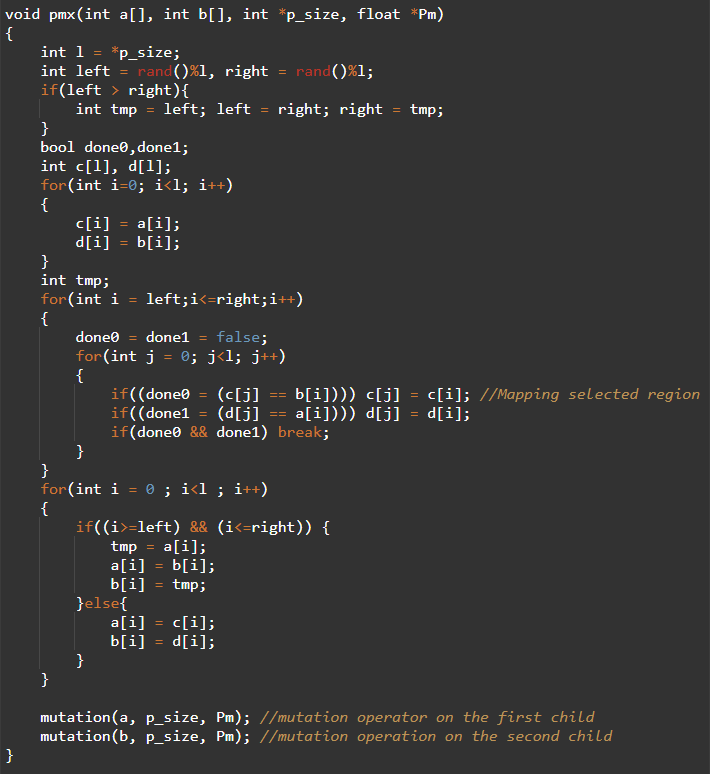 void pmx(int a[], int b[], int *p_size, float *Pm)
{
    int l = *p_size;
    int left = rand()%l, right = rand()%l;
    if(left > right){
        int tmp = left; left = right; right = tmp;
    }
    bool done0,done1;
    int c[l], d[l];
    for(int i=0; i<l; i++)
    {
        c[i] = a[i];
        d[i] = b[i];
    }
    int tmp;
    for(int i = left;i<=right;i++)
    {
        done0 = done1 = false;
        for(int j = 0; j<l; j++)
        {
            if((done0 = (c[j] == b[i]))) c[j] = c[i]; //Mapping selected region
            if((done1 = (d[j] == a[i]))) d[j] = d[i];
            if(done0 && done1) break;
        }
    }
    for(int i = 0 ; i<l ; i++)
    {
        if((i>=left) && (i<=right)) {
            tmp = a[i];
            a[i] = b[i];
            b[i] = tmp;
        }else{
            a[i] = c[i];
            b[i] = d[i];
        }
    }

    mutation(a, p_size, Pm); //mutation operator on the first child
    mutation(b, p_size, Pm); //mutation operation on the second child
}